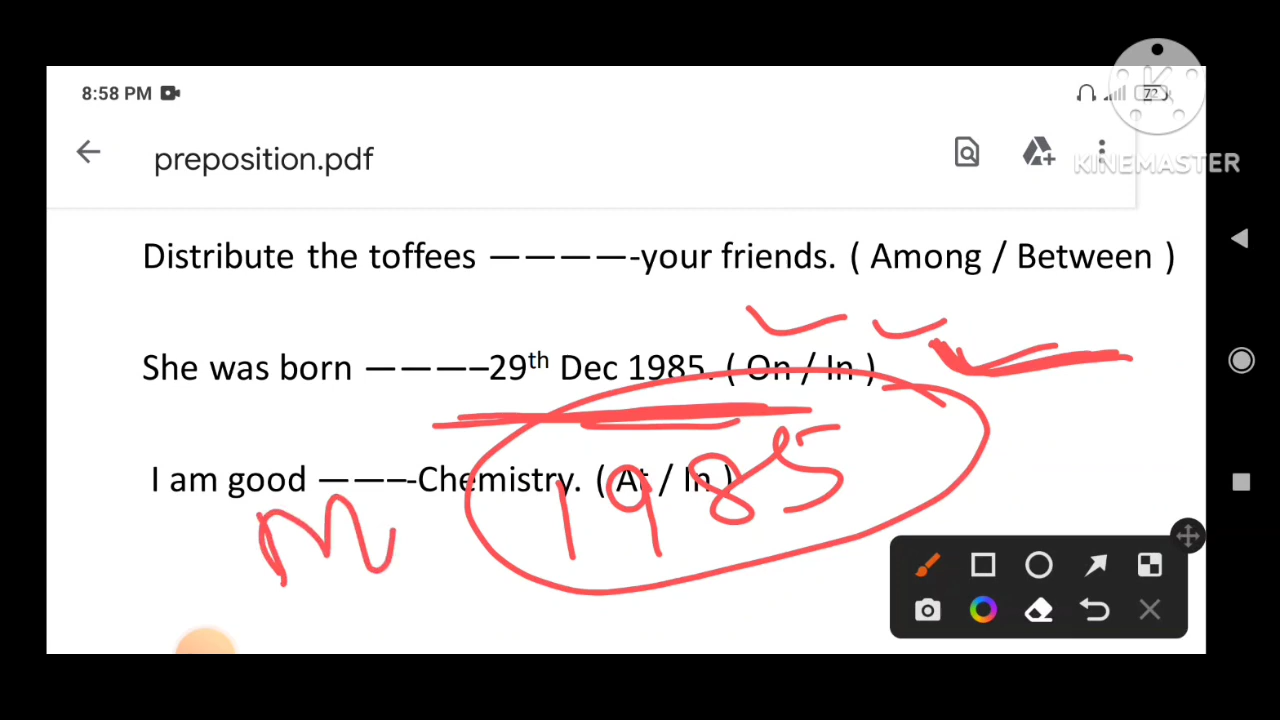 8:58 PM 72
KINEMASTER
preposition.pdf
Distribute the toffees ————-your friends. ( Among / Between )
She was born ————29th Dec 1985. ( On / In )
I am good ———-Chemistry. ( At / In )
1985